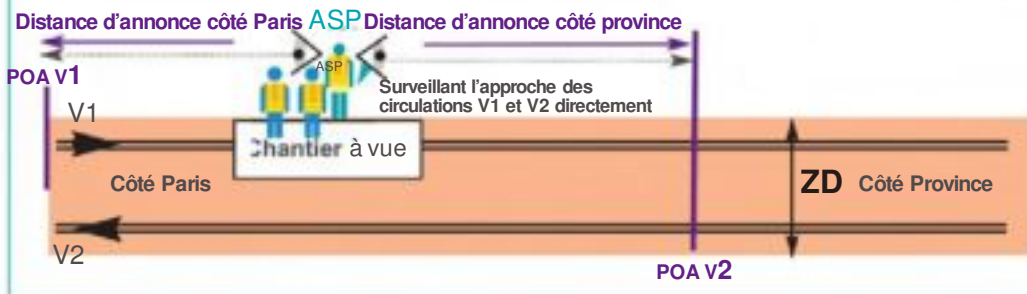 Distance d’annonce côté Paris ASP Distance d’annonce côté province
ASP
POA V1
Surveillant l’approche des
circulations V1 et V2 directement
V1
Chantier à vue
Côté Paris
ZD Côté Province
V2
POA V2